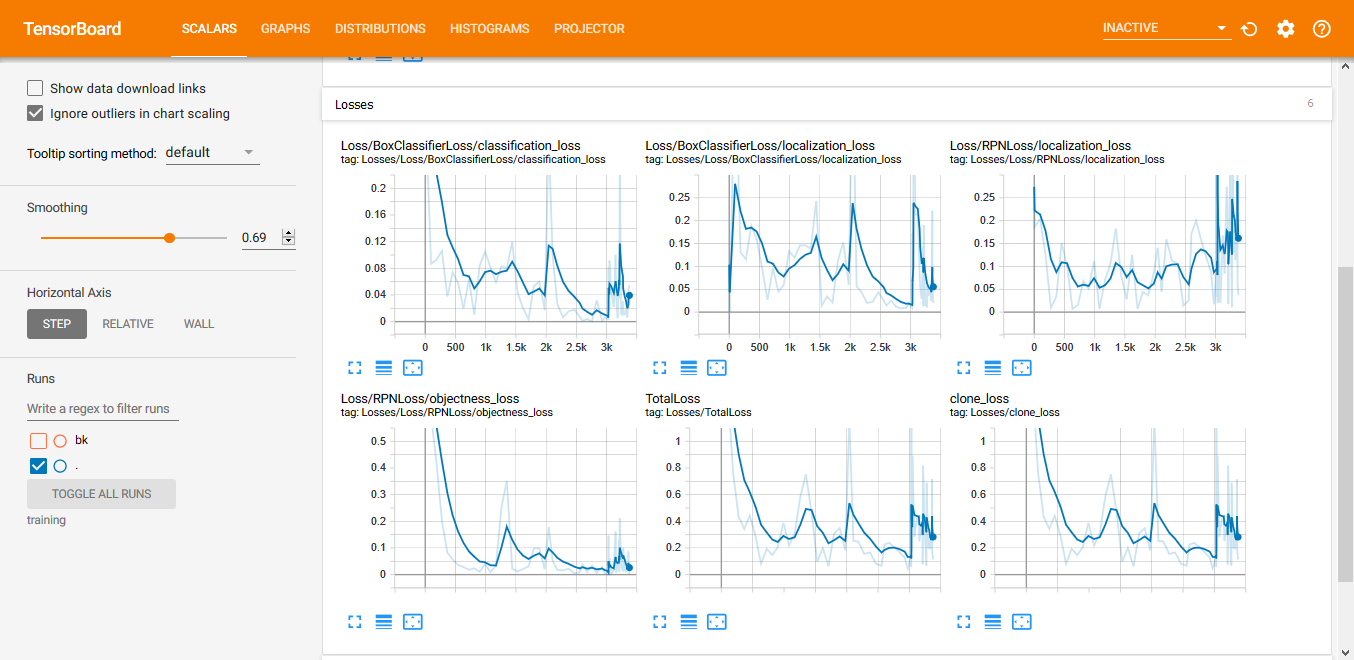 TensorBoard SCALARS GRAPHS DISTRIBUTIONS HISTOGRAMS PROJECTOR INACTIVE
Show data download links
Ignore outliers in chart scaling
Tooltip sorting method: default
Smoothing
0.69
Horizontal Axis
STEP RELATIVE WALL
Runs
Write a regex to filter runs
bk
.
TOGGLE ALL RUNS
training
Losses 6
Loss/BoxClassifierLoss/classification_loss
tag: Losses/Loss/BoxClassifierLoss/classification_loss
0.2
0.16
0.12
0.08
0.04
0
0 500 1k 1.5k 2k 2.5k 3k
Loss/BoxClassifierLoss/localization_loss
tag: Losses/Loss/BoxClassifierLoss/localization_loss
0.25
0.2
0.15
0.1
0.05
0
0 500 1k 1.5k 2k 2.5k 3k
Loss/RPNLoss/localization_loss
tag: Losses/Loss/RPNLoss/localization_loss
0.25
0.2
0.15
0.1
0.05
0
0 500 1k 1.5k 2k 2.5k 3k
Loss/RPNLoss/objectness_loss
tag: Losses/Loss/RPNLoss/objectness_loss
0.5
0.4
0.3
0.2
0.1
0
TotalLoss
tag: Losses/TotalLoss
1
0.8
0.6
0.4
0.2
0
clone_loss
tag: Losses/clone_loss
1
0.8
0.6
0.4
0.2
0